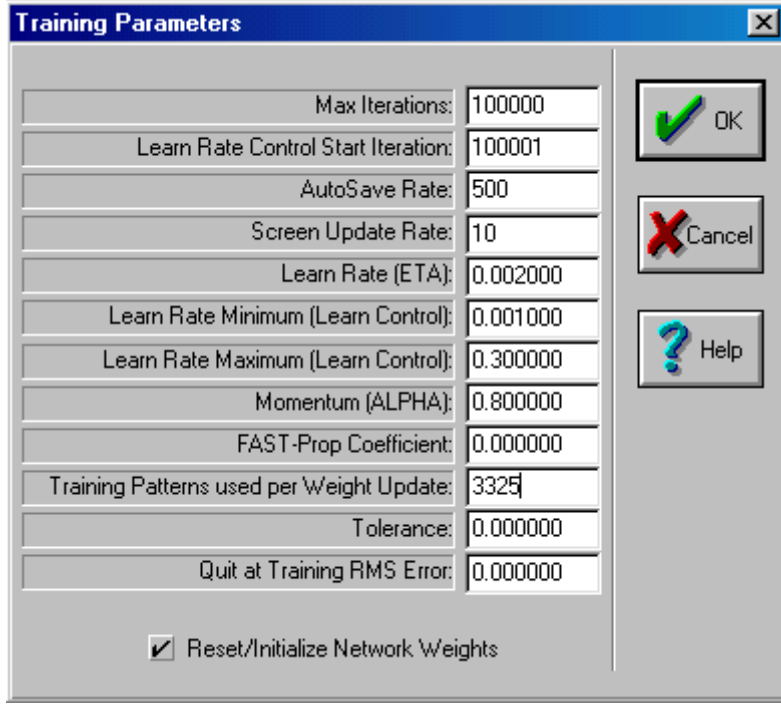 Training Parameters
Max Iterations: 100000
Learn Rate Control Start Iteration: 100001
AutoSave Rate: 500
Screen Update Rate: 10
Learn Rate (ETA): 0.002000
Learn Rate Minimum (Learn Control): 0.001000
Learn Rate Maximum (Learn Control): 0.300000
Momentum (ALPHA): 0.800000
FAST-Prop Coefficient: 0.000000
Training Patterns used per Weight Update: 3325
Tolerance: 0.000000
Quit at Training RMS Error: 0.000000
Reset/Initialize Network Weights
OK
Cancel
Help